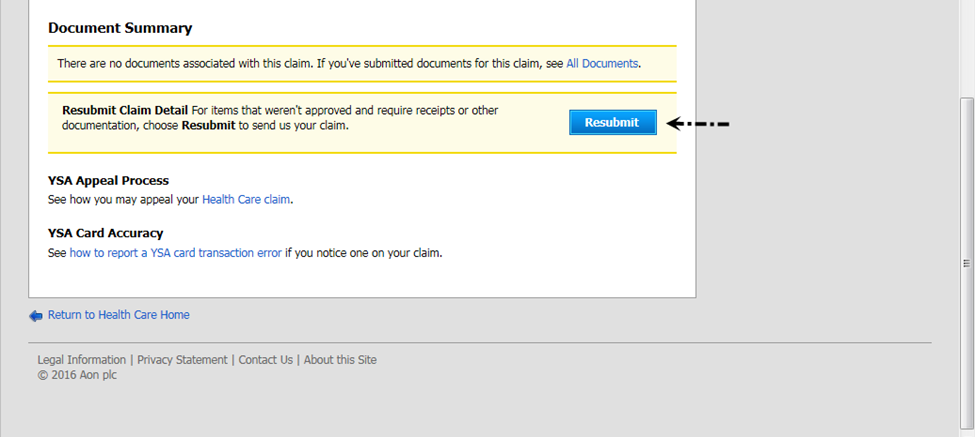 Document Summary
There are no documents associated with this claim. If you've submitted documents for this claim, see All Documents.
Resubmit Claim Detail For items that weren't approved and require receipts or other
documentation, choose Resubmit to send us your claim.
Resubmit
YSA Appeal Process
See how you may appeal your Health Care claim.
YSA Card Accuracy
See how to report a YSA card transaction error if you notice one on your claim.
Return to Health Care Home
Legal Information | Privacy Statement | Contact Us | About this Site
© 2016 Aon plc